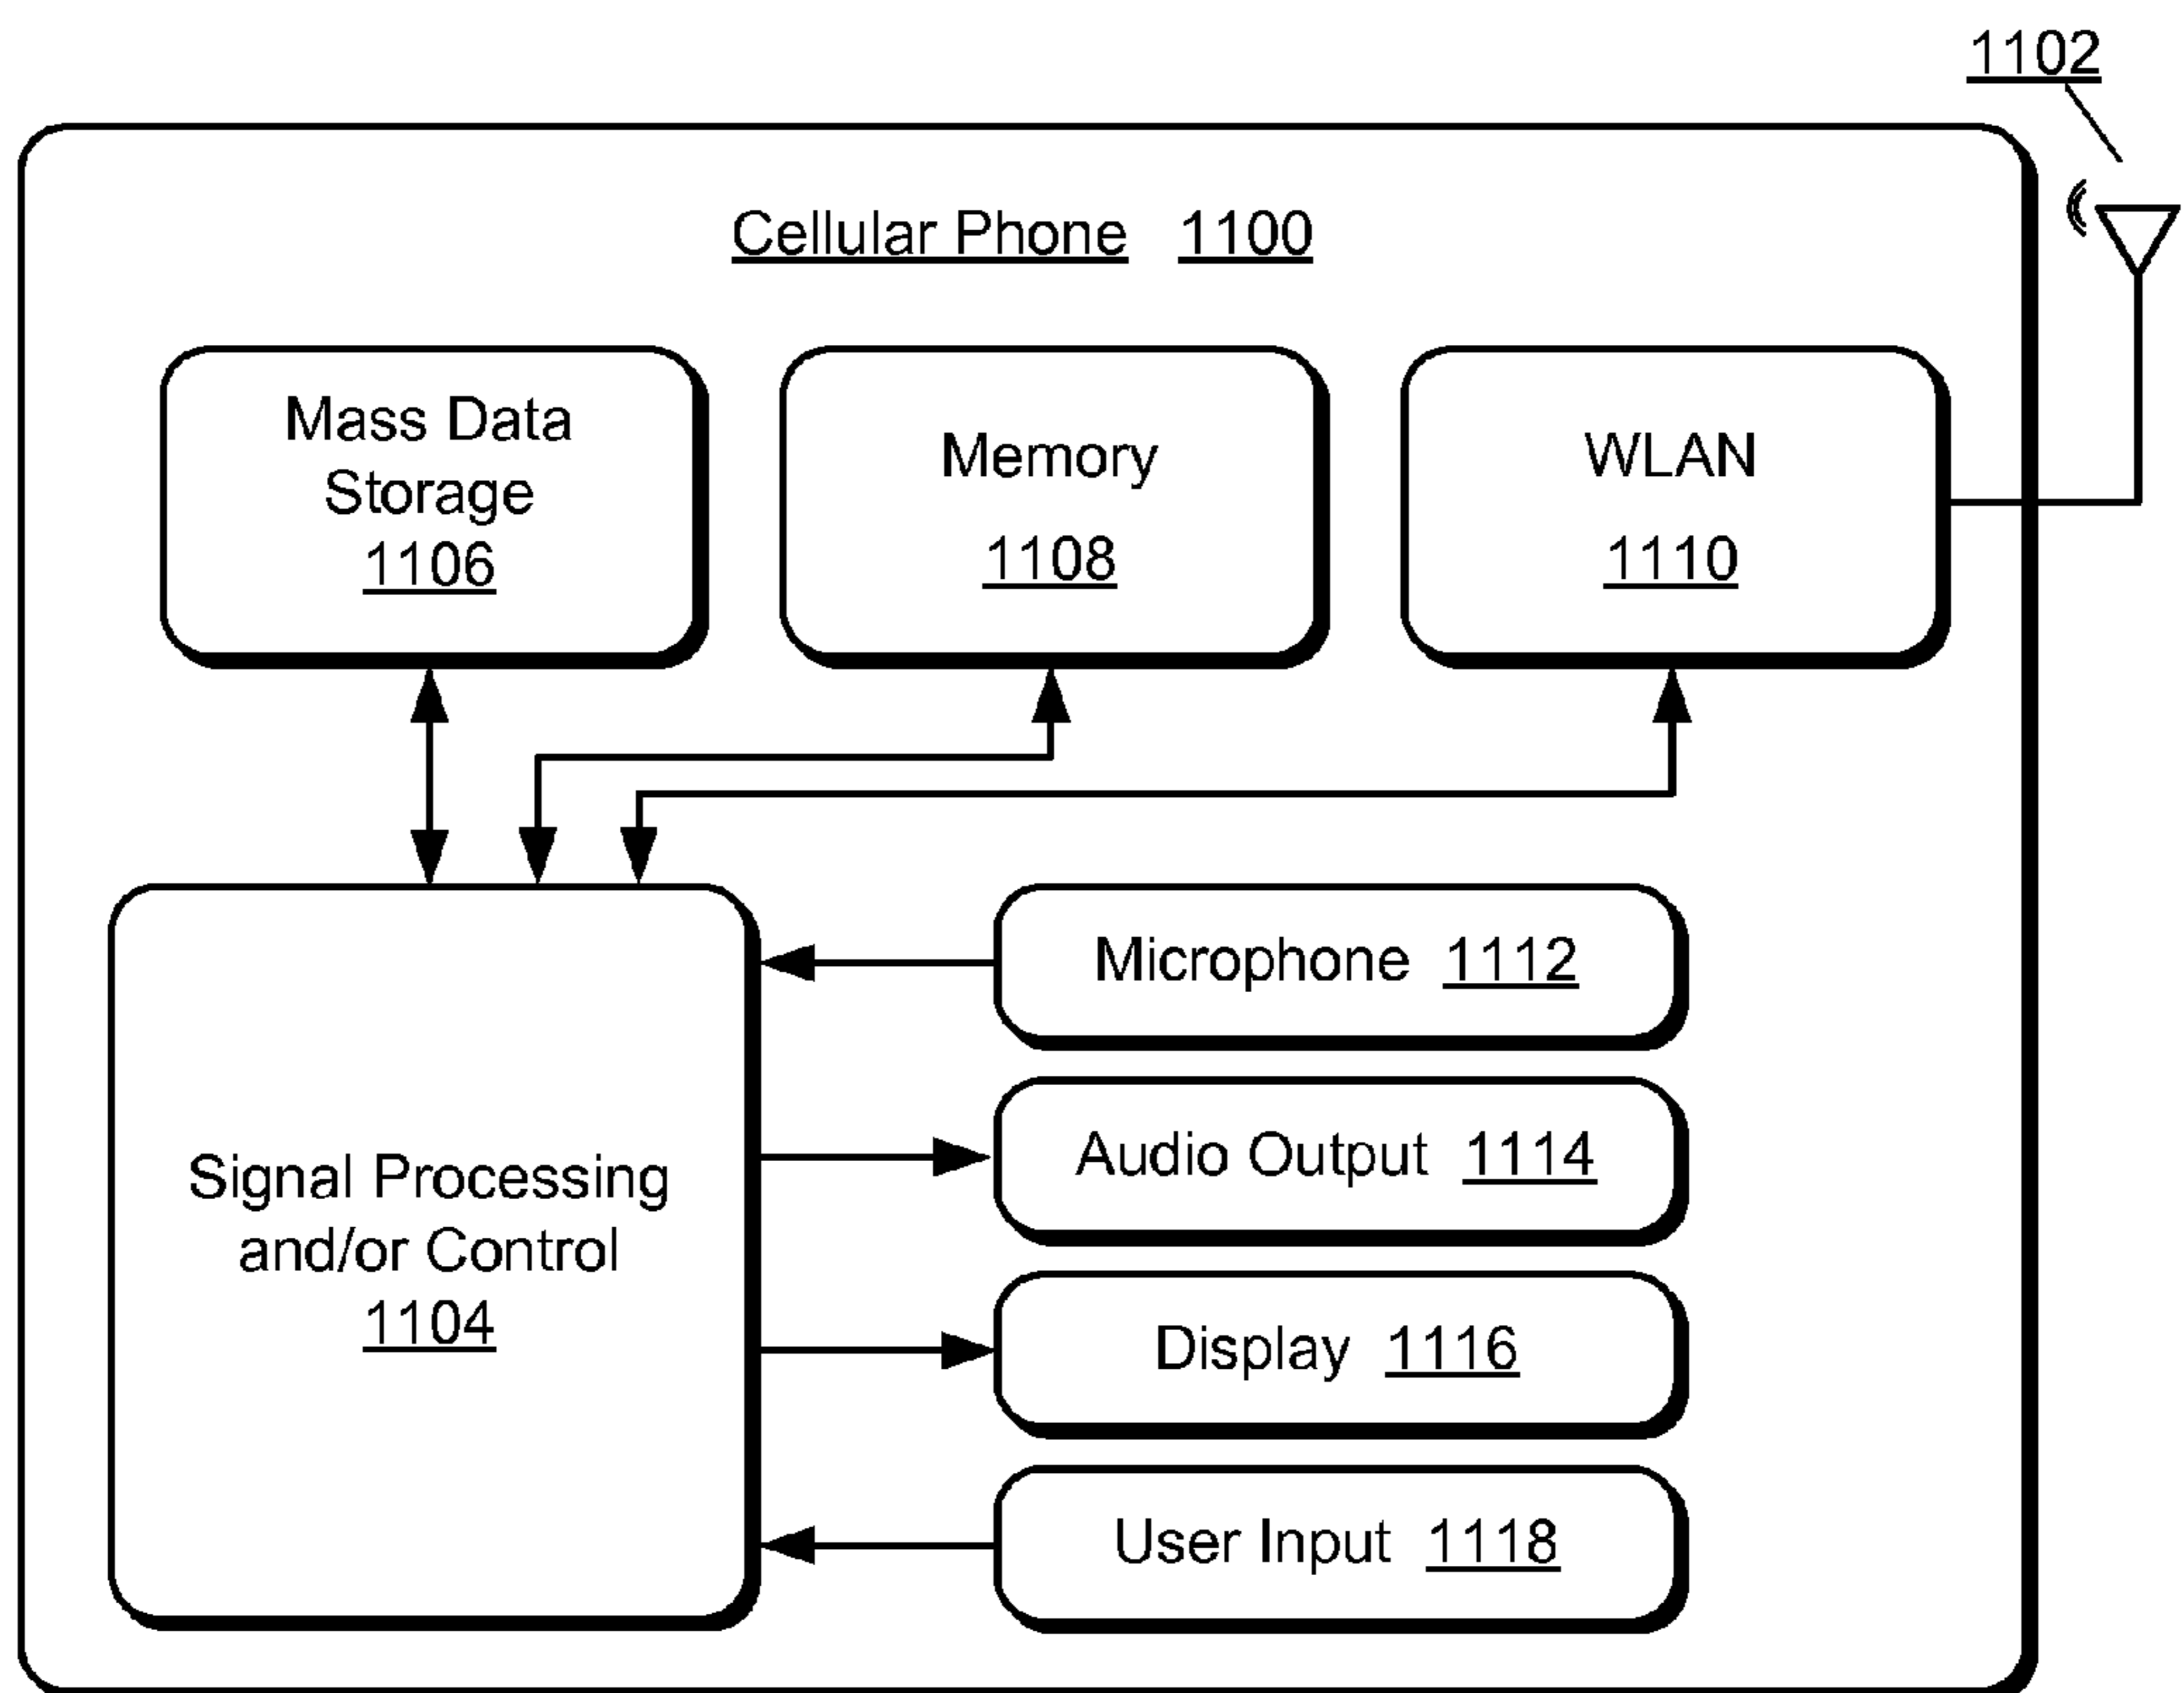 1102
Cellular Phone 1100
Mass Data
Storage
1106
Memory
1108
WLAN
1110
Signal Processing
and/or Control
1104
Microphone 1112
Audio Output 1114
Display 1116
User Input 1118